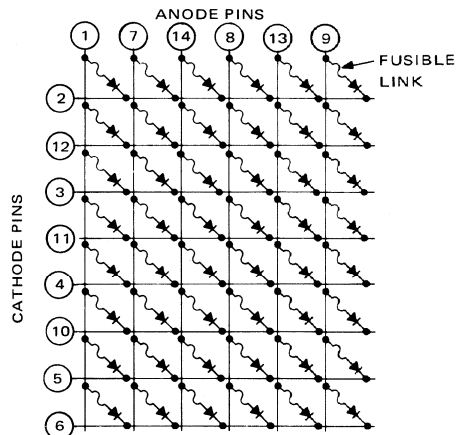 ANODE PINS
1 7 14 8 13 9
FUSIBLE
LINK
2
12
3
11
4
10
5
6
CATHODE PINS